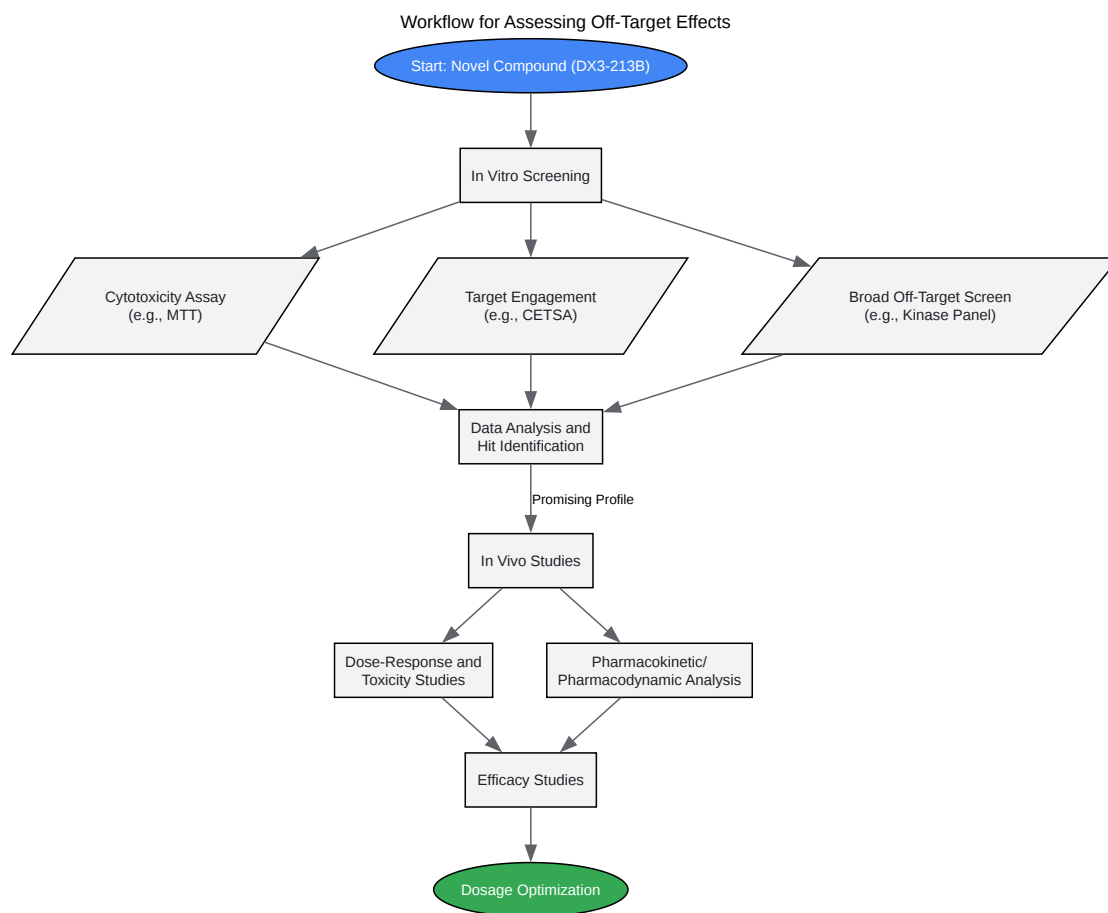 Workflow for Assessing Off-Target Effects
Start: Novel Compound (DX3-213B)
In Vitro Screening
Cytotoxicity Assay
(e.g., MTT)
Target Engagement
(e.g., CETSA)
Broad Off-Target Screen
(e.g., Kinase Panel)
Data Analysis and
Hit Identification
Promising Profile
In Vivo Studies
Dose-Response and
Toxicity Studies
Pharmacokinetic/
Pharmacodynamic Analysis
Efficacy Studies
Dosage Optimization